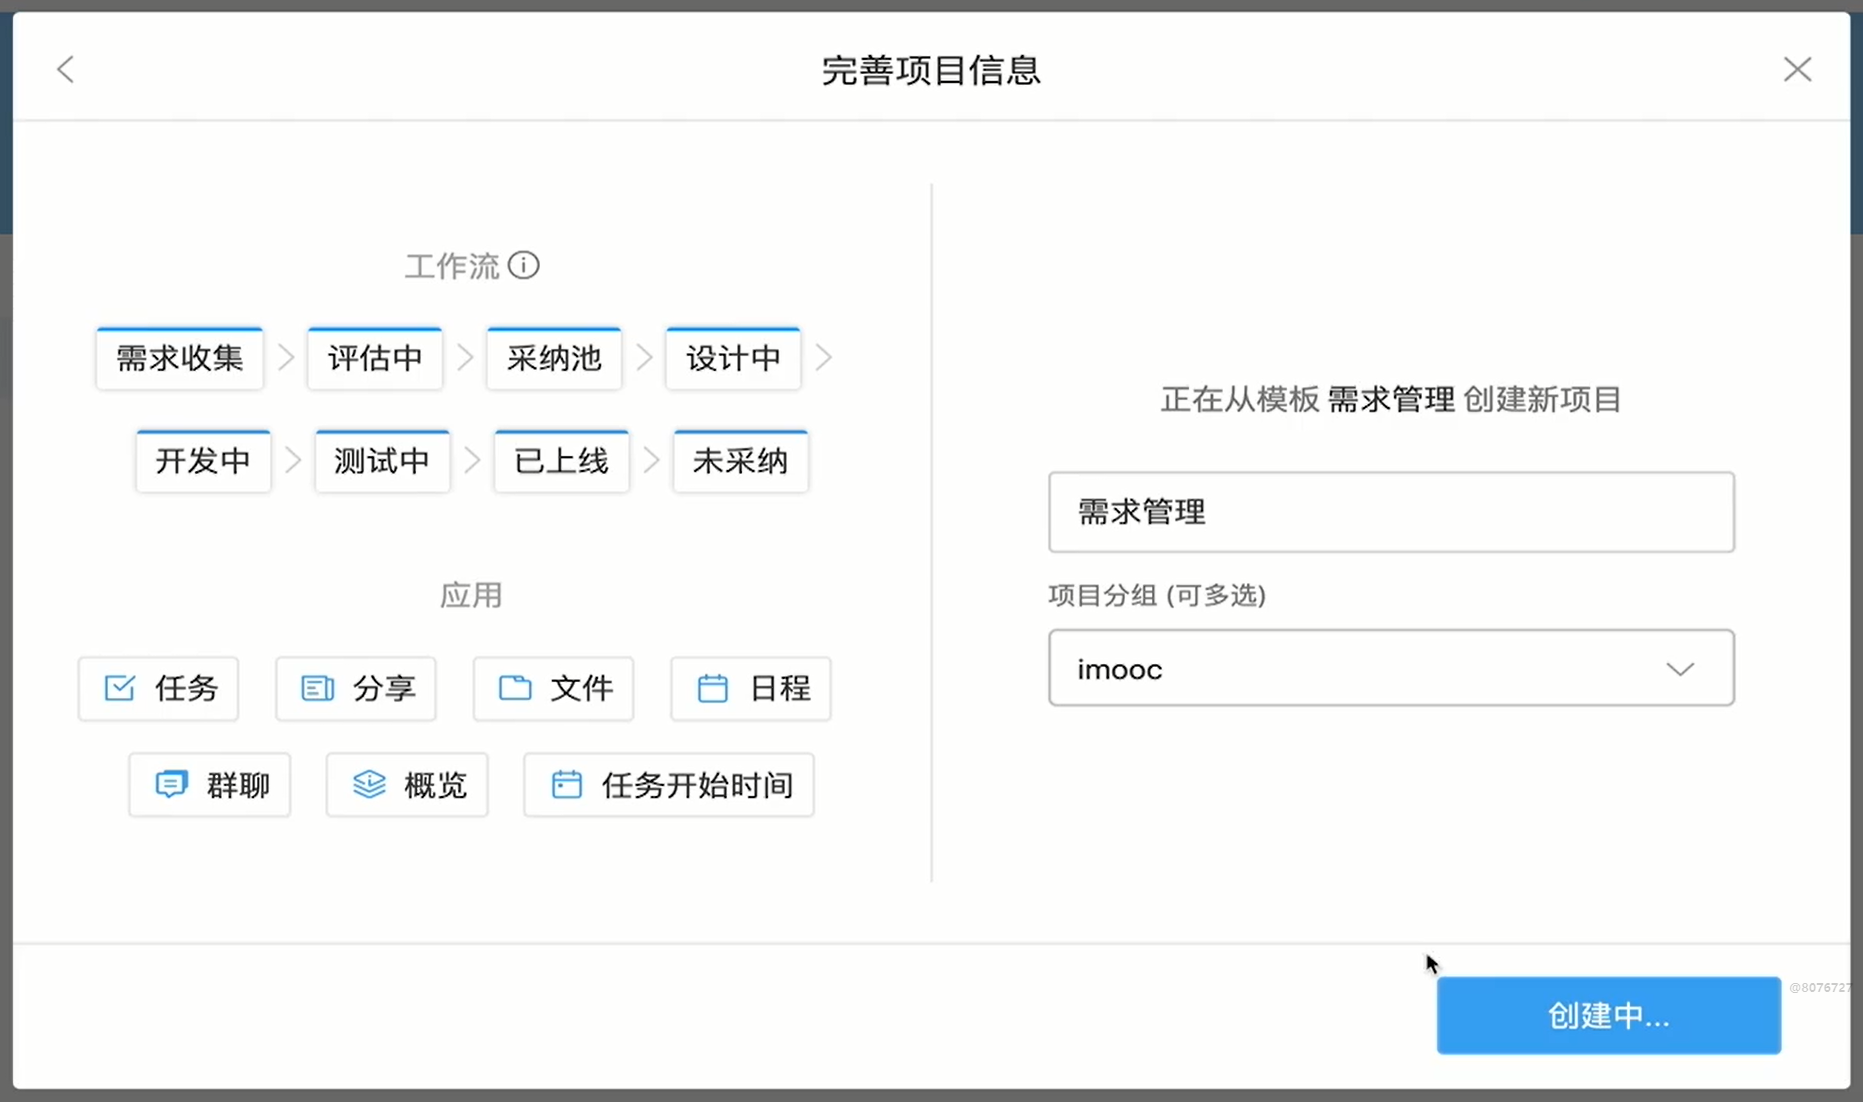 完善项目信息
工作流
需求收集 评估中 采纳池 设计中
开发中 测试中 已上线 未采纳
应用
任务 分享 文件 日程
群聊 概览 任务开始时间
正在从模板 需求管理 创建新项目
需求管理
项目分组 (可多选)
imooc
创建中...
@8076727